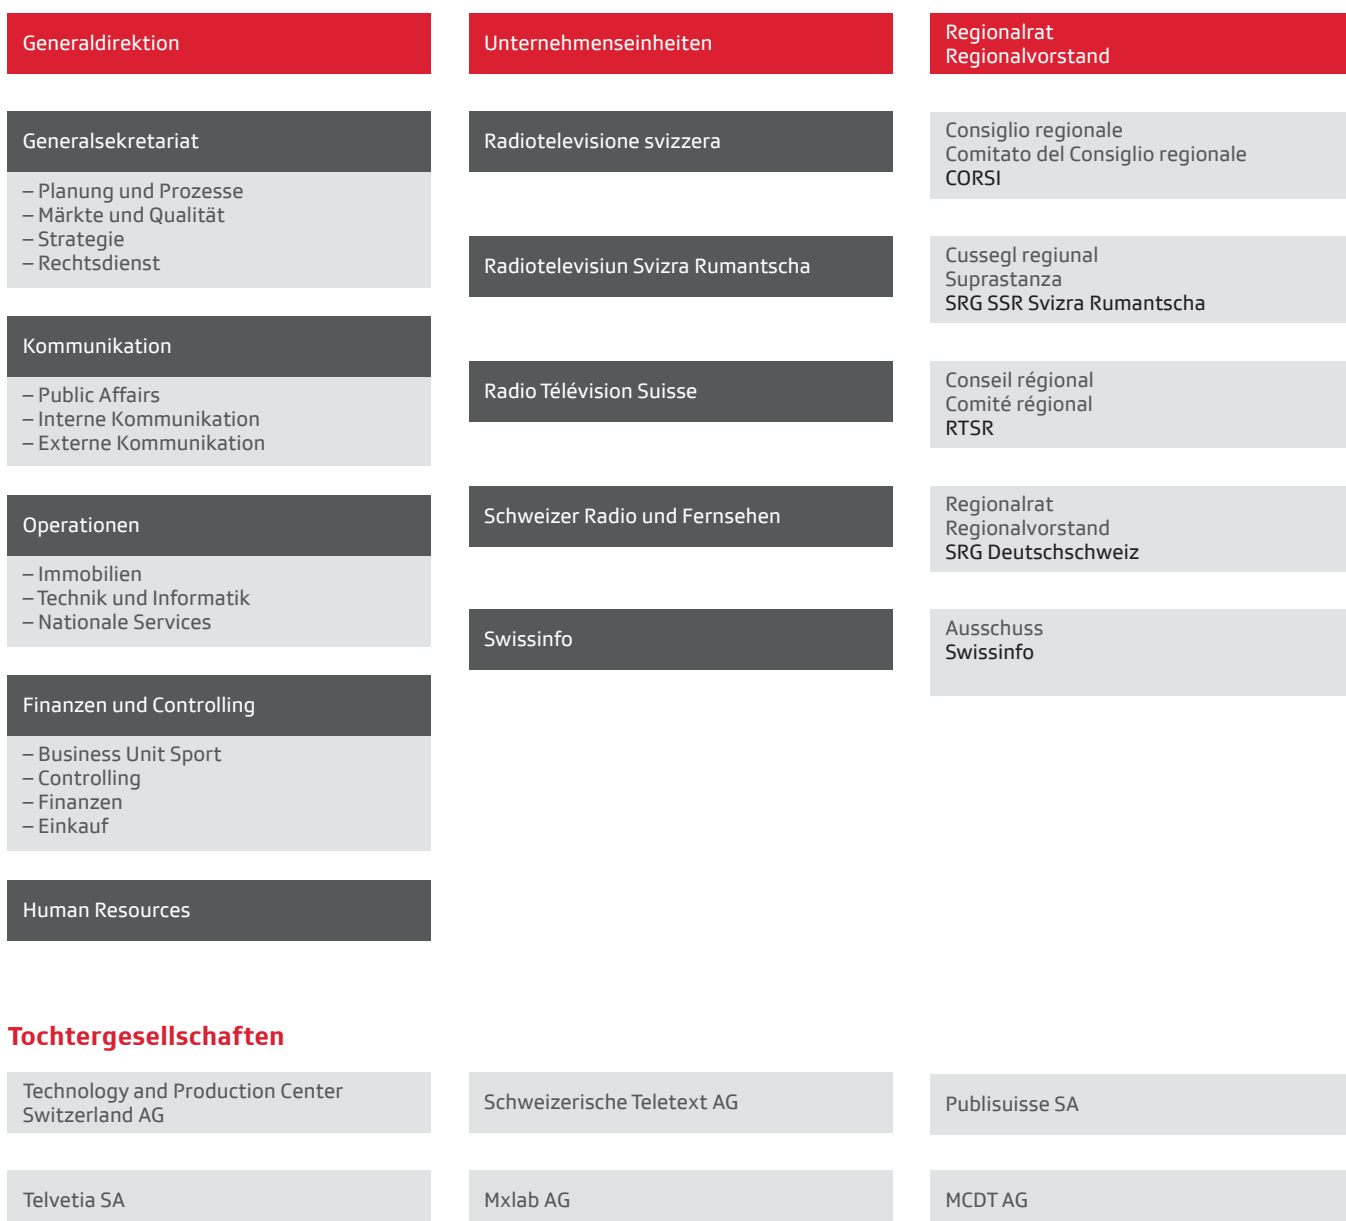 Generaldirektion
Generalsekretariat
– Planung und Prozesse
– Märkte und Qualität
– Strategie
– Rechtsdienst
Kommunikation
– Public Affairs
– Interne Kommunikation
– Externe Kommunikation
Operationen
– Immobilien
– Technik und Informatik
– Nationale Services
Finanzen und Controlling
– Business Unit Sport
– Controlling
– Finanzen
– Einkauf
Human Resources
Unternehmenseinheiten
Radiotelevisione svizzera
Radiotelevisiun Svizra Rumantscha
Radio Télévision Suisse
Schweizer Radio und Fernsehen
Swissinfo
Regionalrat
Regionalvorstand
Consiglio regionale
Comitato del Consiglio regionale
CORSI
Cussegl regiunal
Suprastanza
SRG SSR Svizra Rumantscha
Conseil régional
Comité régional
RTSR
Regionalrat
Regionalvorstand
SRG Deutschschweiz
Ausschuss
Swissinfo
Tochtergesellschaften
Technology and Production Center
Switzerland AG
Schweizerische Teletext AG
Publisuisse SA
Telvetia SA
Mxlab AG
MCDT AG